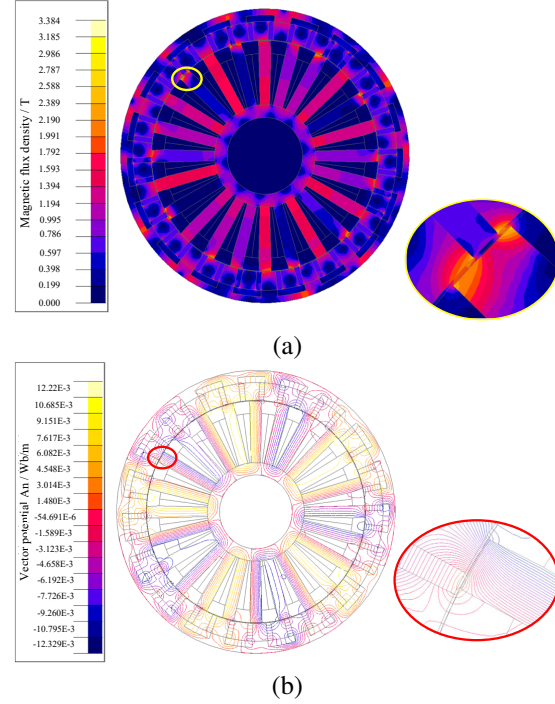 3.384
3.185
2.986
2.787
2.588
2.389
2.190
1.991
1.792
1.593
1.394
1.194
0.995
0.786
0.597
0.398
0.199
0.000
Magnetic flux density / T
(a)
12.22E-3
10.685E-3
9.151E-3
7.617E-3
6.082E-3
4.548E-3
3.014E-3
1.480E-3
-54.691E-6
-1.589E-3
-3.123E-3
-4.658E-3
-6.192E-3
-7.726E-3
-9.260E-3
-10.795E-3
-12.329E-3
Vector potential An / Wb/m
(b)